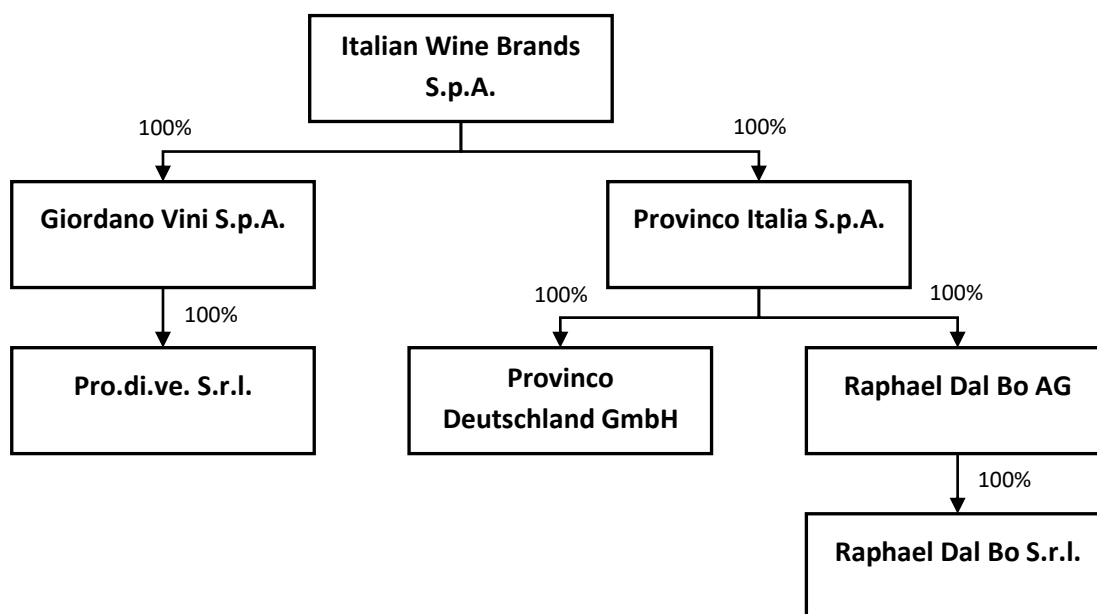 Italian Wine Brands
S.p.A.
100%
100%
Giordano Vini S.p.A.
Provinco Italia S.p.A.
100%
100%
100%
Pro.di.ve. S.r.l.
Provinco
Deutschland GmbH
Raphael Dal Bo AG
100%
Raphael Dal Bo S.r.l.